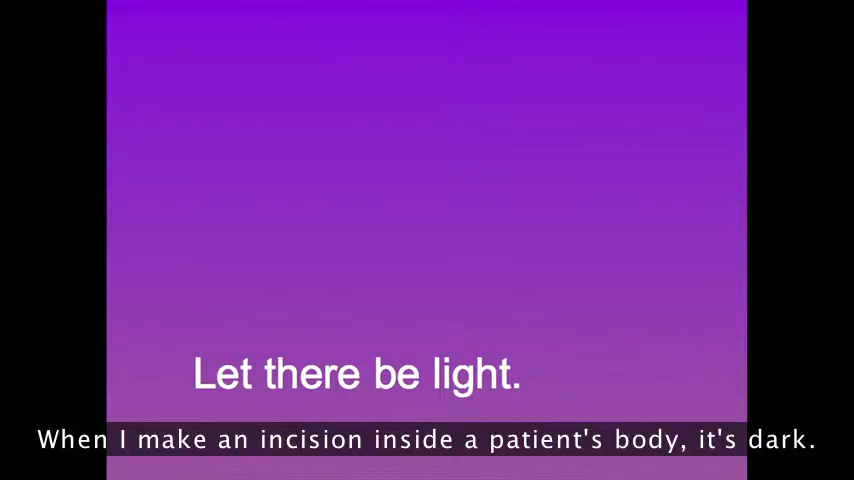 Let there be light.
When I make an incision inside a patient's body, it's dark.